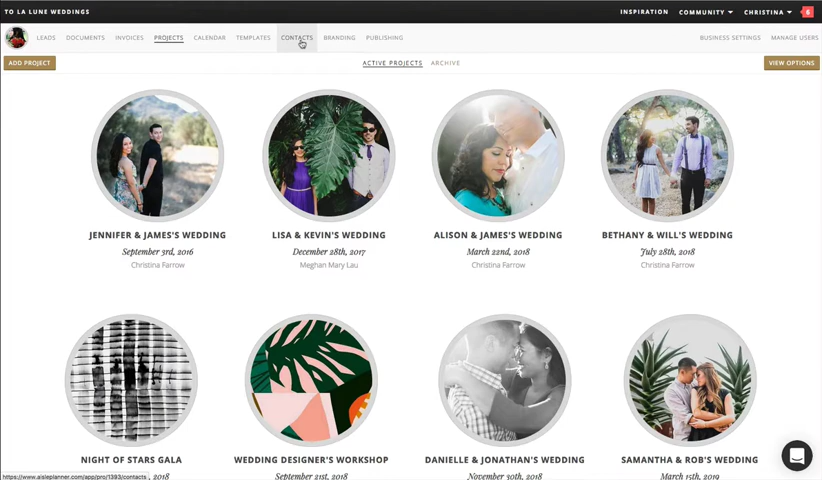 TO LA LUNE WEDDINGS
INSPIRATION COMMUNITY CHRISTINA 6
LEADS DOCUMENTS INVOICES PROJECTS CALENDAR TEMPLATES CONTACTS BRANDING PUBLISHING BUSINESS SETTINGS MANAGE USERS
ADD PROJECT ACTIVE PROJECTS ARCHIVE VIEW OPTIONS
JENNIFER & JAMES'S WEDDING
September 3rd, 2016
Christina Farrow
LISA & KEVIN'S WEDDING
December 28th, 2017
Meghan Mary Lau
ALISON & JAMES'S WEDDING
March 22nd, 2018
Christina Farrow
BETHANY & WILL'S WEDDING
July 28th, 2018
Christina Farrow
NIGHT OF STARS GALA
, 2018
WEDDING DESIGNER'S WORKSHOP
September 21st, 2018
DANIELLE & JONATHAN'S WEDDING
November 30th, 2018
SAMANTHA & ROB'S WEDDING
March 15th, 2019
https://www.aisleplanner.com/app/pro/1393/contacts